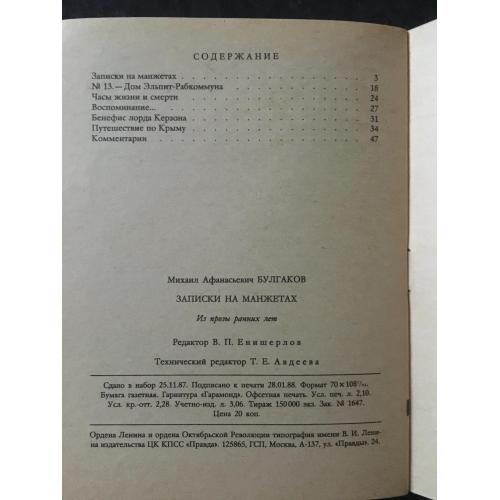 СОДЕРЖАНИЕ
Записки на манжетах . . . . . . . . . . . . . . 3
№ 13.— Дом Эльпит-Рабкоммуна . . . . . . . . . . 18
Часы жизни и смерти . . . . . . . . . . . . . . 24
Воспоминание... . . . . . . . . . . . . . . . . 27
Бенефис лорда Керзона . . . . . . . . . . . . . 31
Путешествие по Крыму . . . . . . . . . . . . . . 34
Комментарии . . . . . . . . . . . . . . . . . . 47
Михаил Афанасьевич БУЛГАКОВ
ЗАПИСКИ НА МАНЖЕТАХ
Из прозы ранних лет
Редактор В. П. Енишерлов
Технический редактор Т. Е. Авдеева
Сдано в набор 25.11.87. Подписано к печати 28.01.88. Формат 70 × 108¹/₃₂.
Бумага газетная. Гарнитура «Гарамонд». Офсетная печать. Усл. печ. л. 2,10.
Усл. кр.-отт. 2,28. Учетно-изд. л. 3,06. Тираж 150 000 экз. Зак. № 1647.
Цена 20 коп.
Ордена Ленина и ордена Октябрьской Революции типография имени В. И. Лени-
на издательства ЦК КПСС «Правда». 125865, ГСП, Москва, А-137, ул. «Правды». 24.